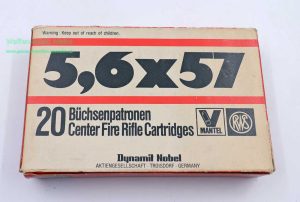 Warning: Keep out of reach of children.
5,6x57
20 Büchsenpatronen
Center Fire Rifle Cartridges
V
MANTEL
RWS
Dynamit Nobel
AKTIENGESELLSCHAFT · TROISDORF · GERMANY